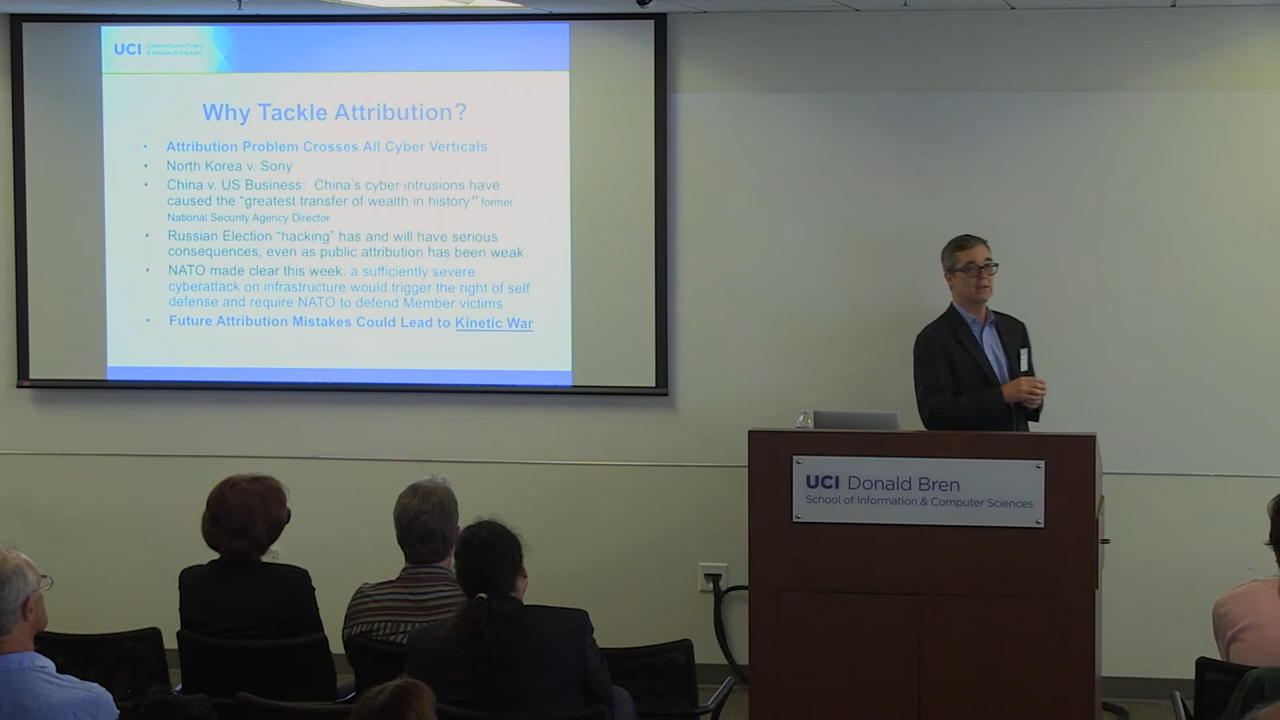 UCI Cybersecurity Policy
& Research Institute
Why Tackle Attribution?
• Attribution Problem Crosses All Cyber Verticals
• North Korea v. Sony
• China v. US Business: China's cyber intrusions have
caused the "greatest transfer of wealth in history" former
National Security Agency Director
• Russian Election "hacking" has and will have serious
consequences, even as public attribution has been weak
• NATO made clear this week: a sufficiently severe
cyberattack on infrastructure would trigger the right of self
defense and require NATO to defend Member victims
• Future Attribution Mistakes Could Lead to Kinetic War
UCI Donald Bren
School of Information & Computer Sciences